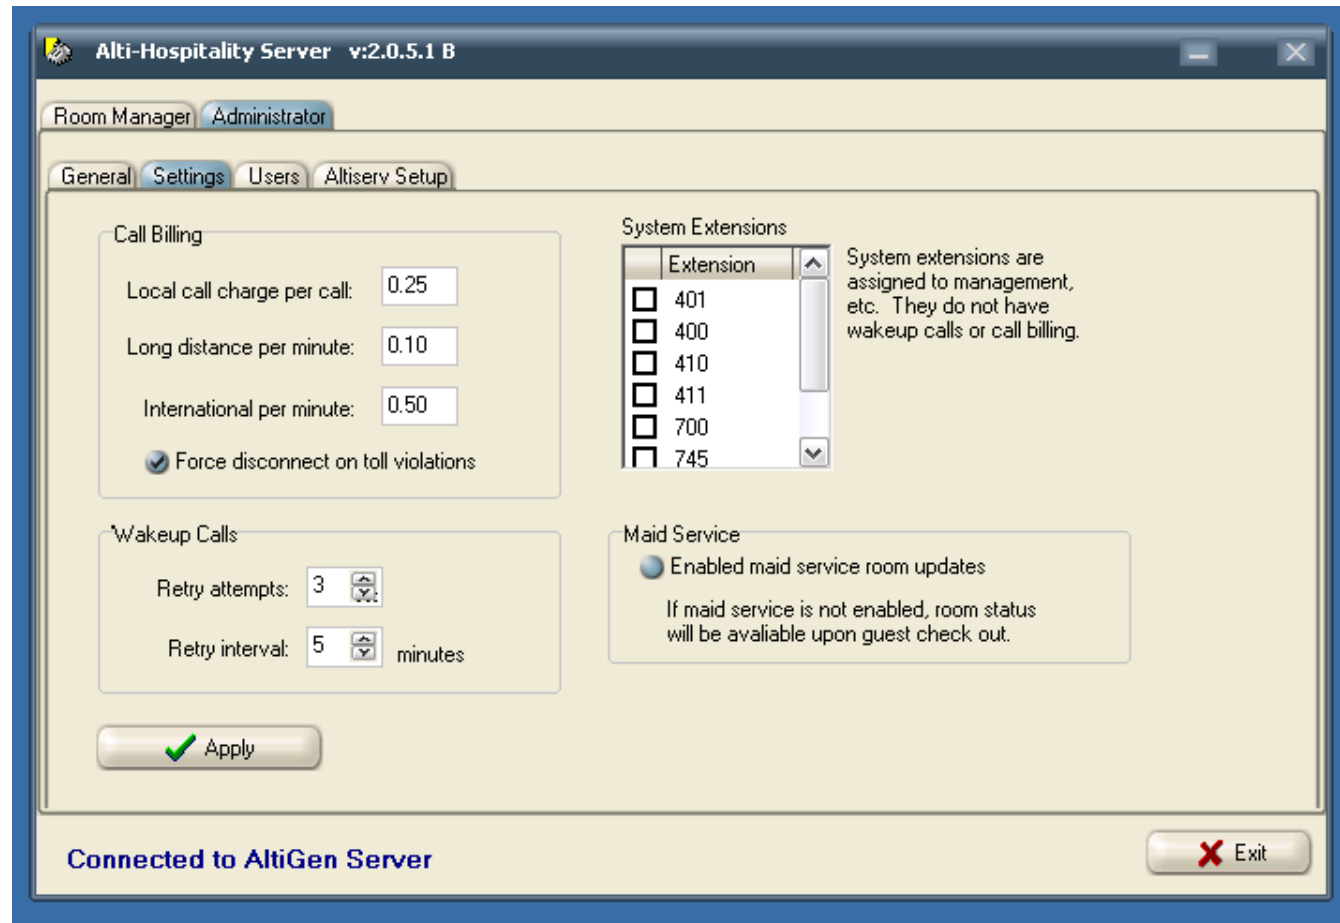 Alti-Hospitality Server v:2.0.5.1 B
Room Manager Administrator
General Settings Users Altiserv Setup
Call Billing
Local call charge per call: 0.25
Long distance per minute: 0.10
International per minute: 0.50
Force disconnect on toll violations
System Extensions
Extension
401
400
410
411
700
745
System extensions are
assigned to management,
etc. They do not have
wakeup calls or call billing.
Wakeup Calls
Retry attempts: 3
Retry interval: 5 minutes
Maid Service
Enabled maid service room updates
If maid service is not enabled, room status
will be avaliable upon guest check out.
Apply
Connected to AltiGen Server
Exit